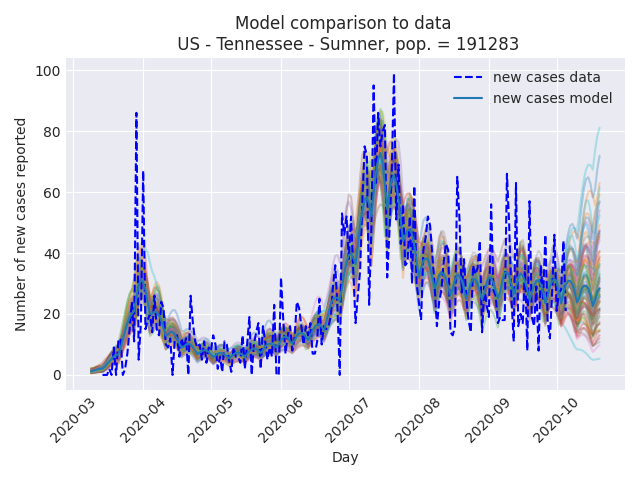 Model comparison to data
US - Tennessee - Sumner, pop. = 191283
new cases data
new cases model
Number of new cases reported
100
80
60
40
20
0
2020-03
2020-04
2020-05
2020-06
2020-07
2020-08
2020-09
2020-10
Day